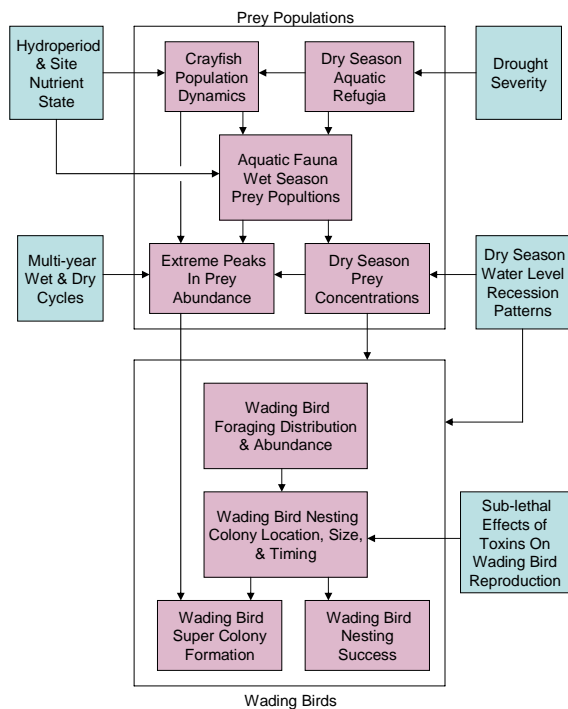 Prey Populations
Hydroperiod
& Site
Nutrient
State
Crayfish
Population
Dynamics
Dry Season
Aquatic
Refugia
Drought
Severity
Aquatic Fauna
Wet Season
Prey Popultions
Multi-year
Wet & Dry
Cycles
Extreme Peaks
In Prey
Abundance
Dry Season
Prey
Concentrations
Dry Season
Water Level
Recession
Patterns
Wading Bird
Foraging Distribution
& Abundance
Wading Bird Nesting
Colony Location, Size,
& Timing
Sub-lethal
Effects of
Toxins On
Wading Bird
Reproduction
Wading Bird
Super Colony
Formation
Wading Bird
Nesting
Success
Wading Birds